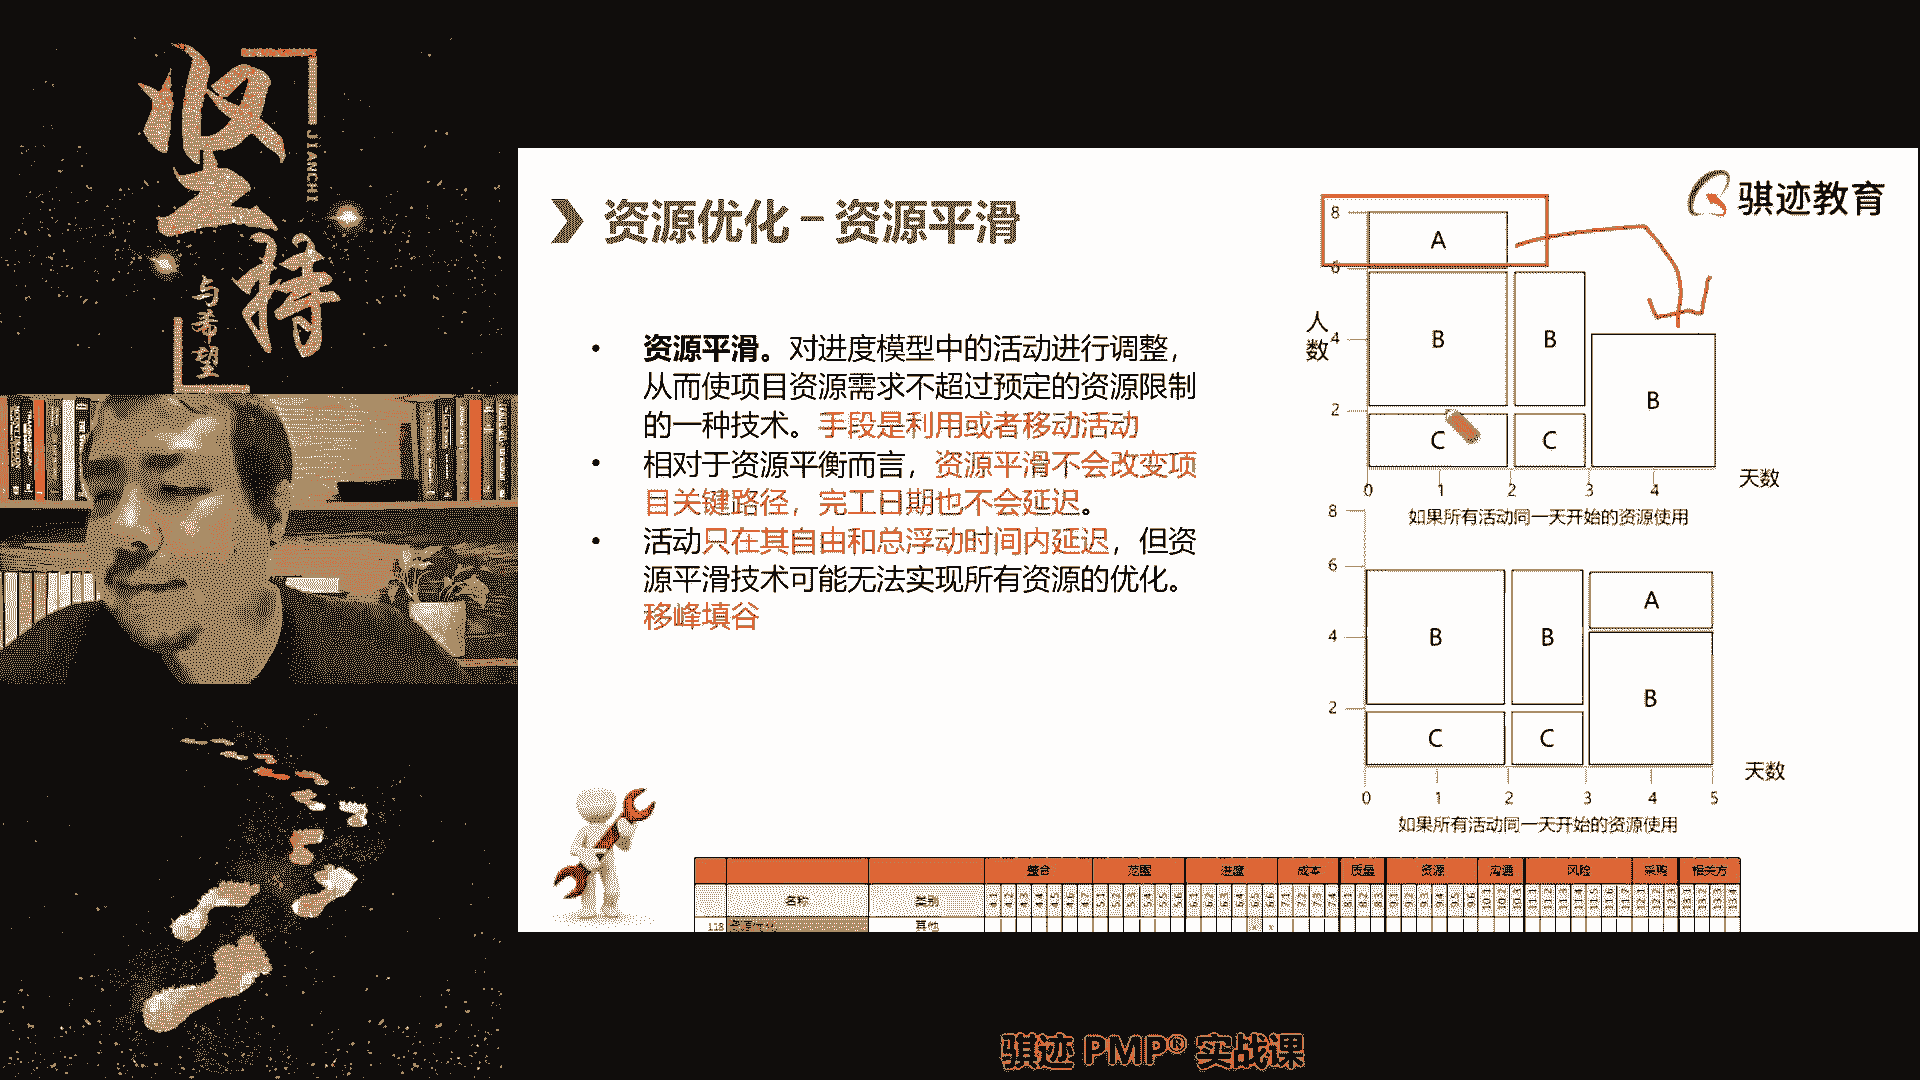 坚
JIANCHI
持
与希望
资源优化－资源平滑
骐迹教育
• 资源平滑。对进度模型中的活动进行调整，
从而使项目资源需求不超过预定的资源限制
的一种技术。手段是利用或者移动活动
• 相对于资源平衡而言，资源平滑不会改变项
目关键路径，完工日期也不会延迟。
• 活动只在其自由和总浮动时间内延迟，但资
源平滑技术可能无法实现所有资源的优化。
移峰填谷
8
A
6
人数
4
B B
B
2
C C
0 1 2 3 4
天数
如果所有活动同一天开始的资源使用
8
6
A
4
B B
B
2
C C
天数
0 1 2 3 4 5
如果所有活动同一天开始的资源使用
整合 范围 进度 成本 质量 资源 沟通 风险 采购 相关方
名称 类别
118 其他
骐迹 PMP® 实战课